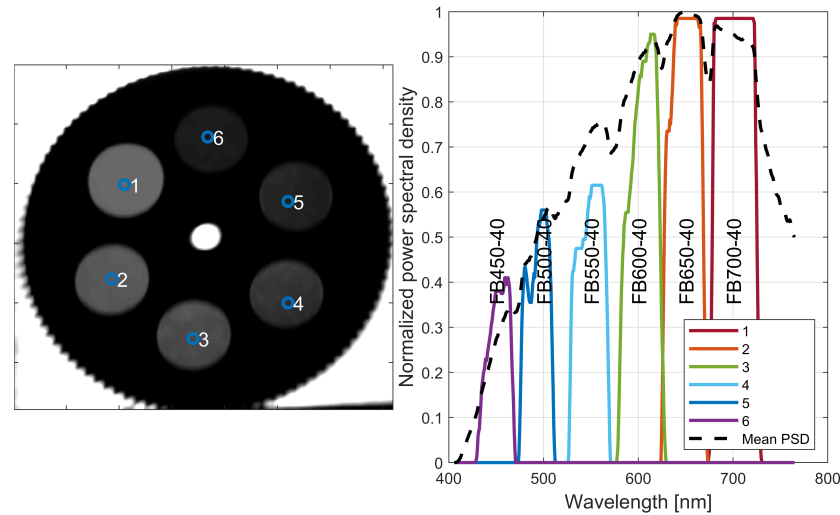 6
1
5
2
4
3
Normalized power spectral density
1
0.9
0.8
0.7
0.6
0.5
0.4
0.3
0.2
0.1
0
FB450-40
FB500-40
FB550-40
FB600-40
FB650-40
FB700-40
1
2
3
4
5
6
Mean PSD
400 500 600 700 800
Wavelength [nm]